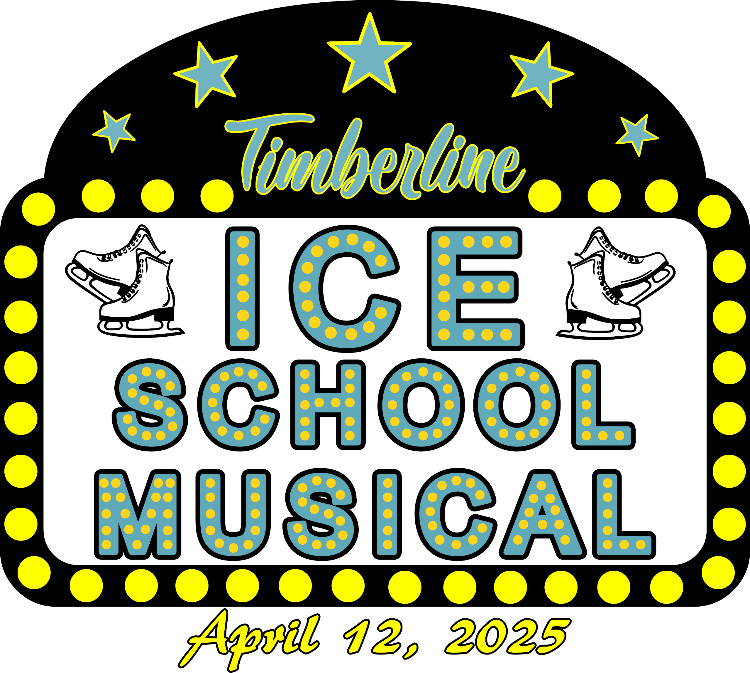 Timberline
ICE
SCHOOL
MUSICAL
April 12, 2025